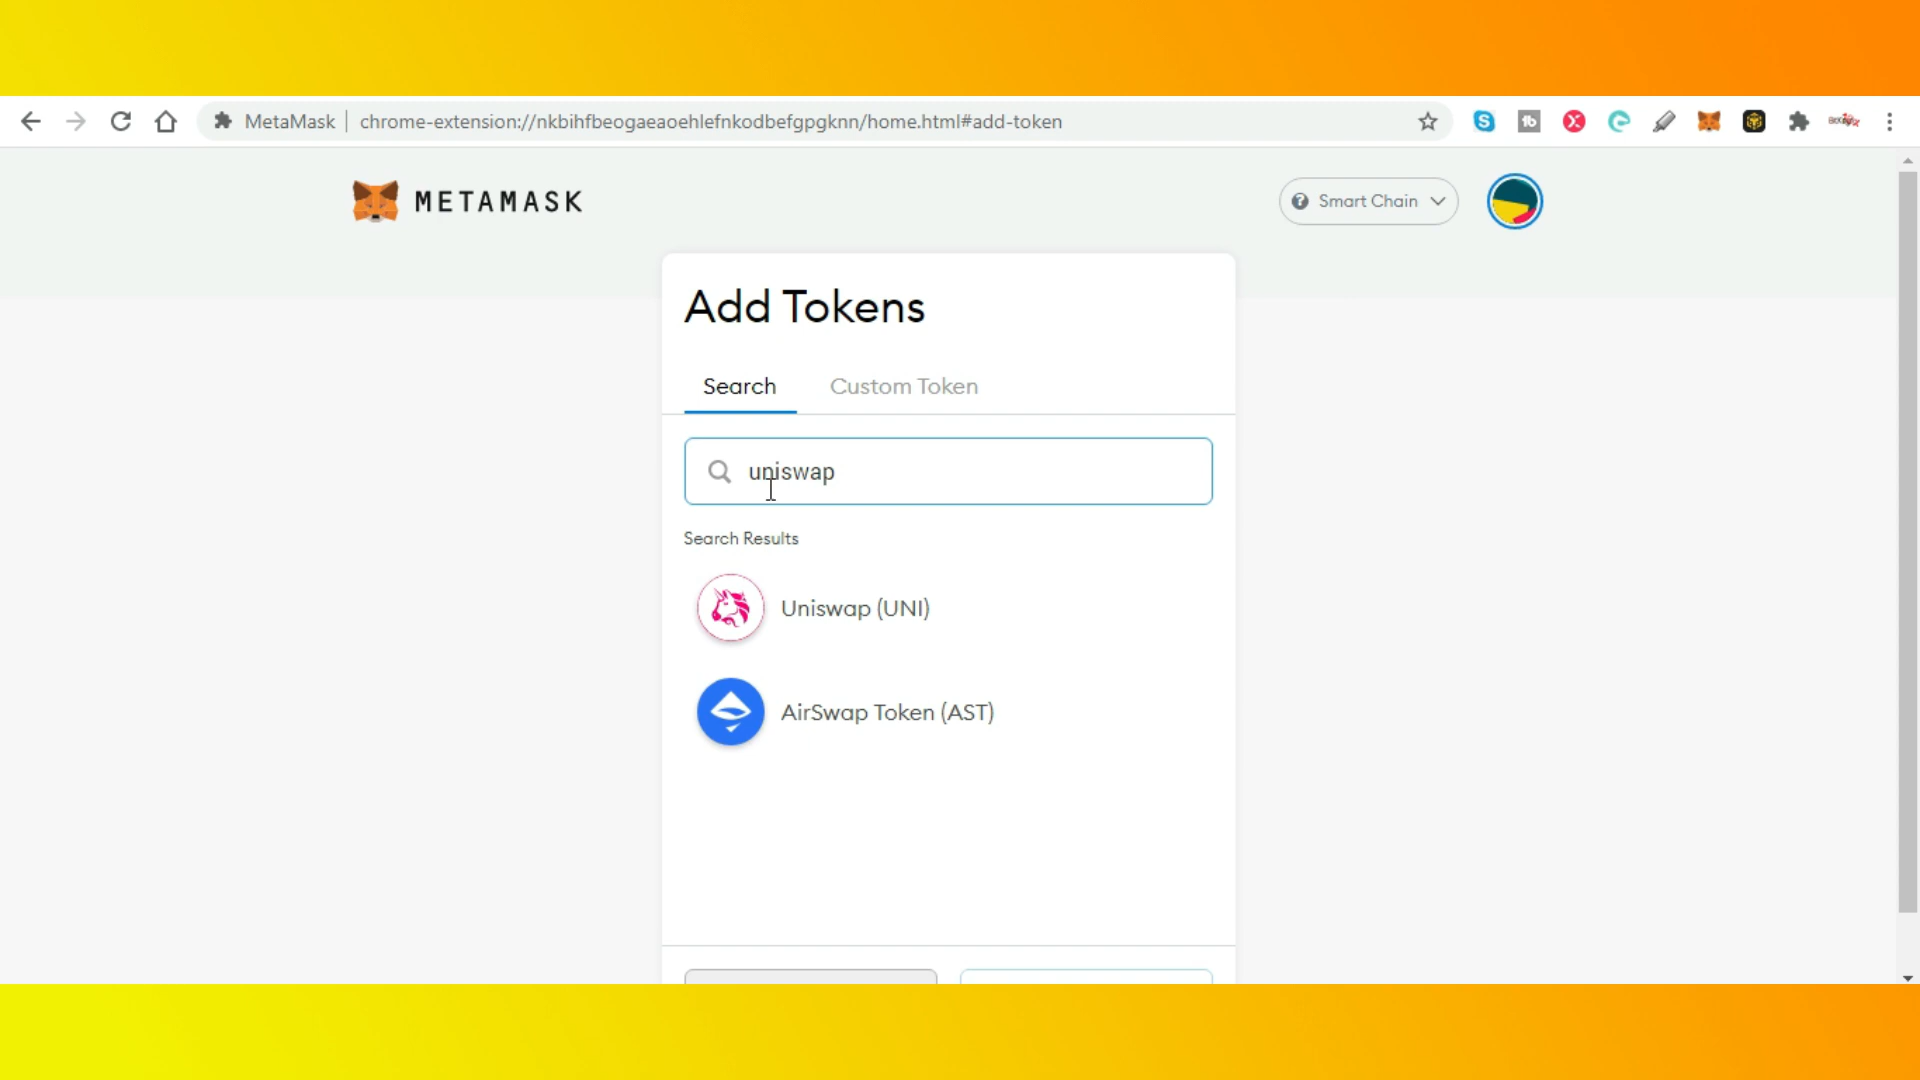 MetaMask | chrome-extension://nkbihfbeogaeaoehlefnkodbefgpgknn/home.html#add-token
METAMASK
Smart Chain
Add Tokens
Search Custom Token
uniswap
Search Results
Uniswap (UNI)
AirSwap Token (AST)